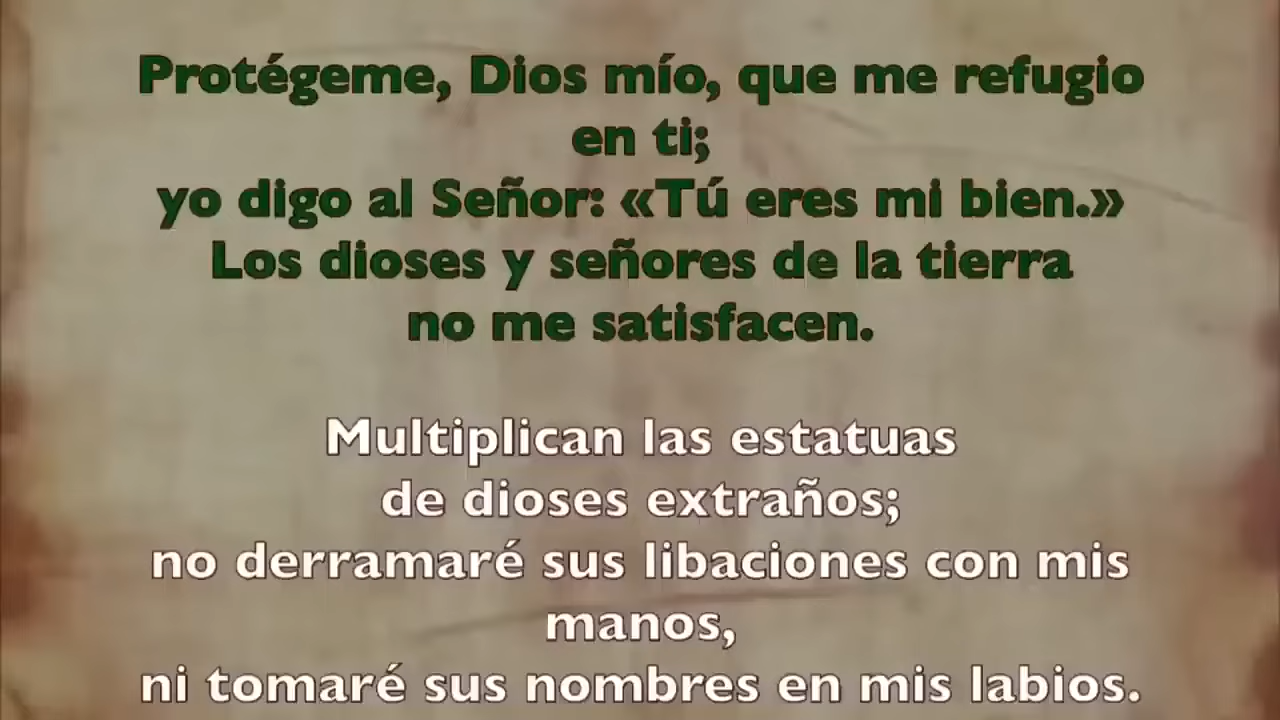 Protégeme, Dios mío, que me refugio
en ti;
yo digo al Señor: «Tú eres mi bien.»
Los dioses y señores de la tierra
no me satisfacen.
Multiplican las estatuas
de dioses extraños;
no derramaré sus libaciones con mis
manos,
ni tomaré sus nombres en mis labios.